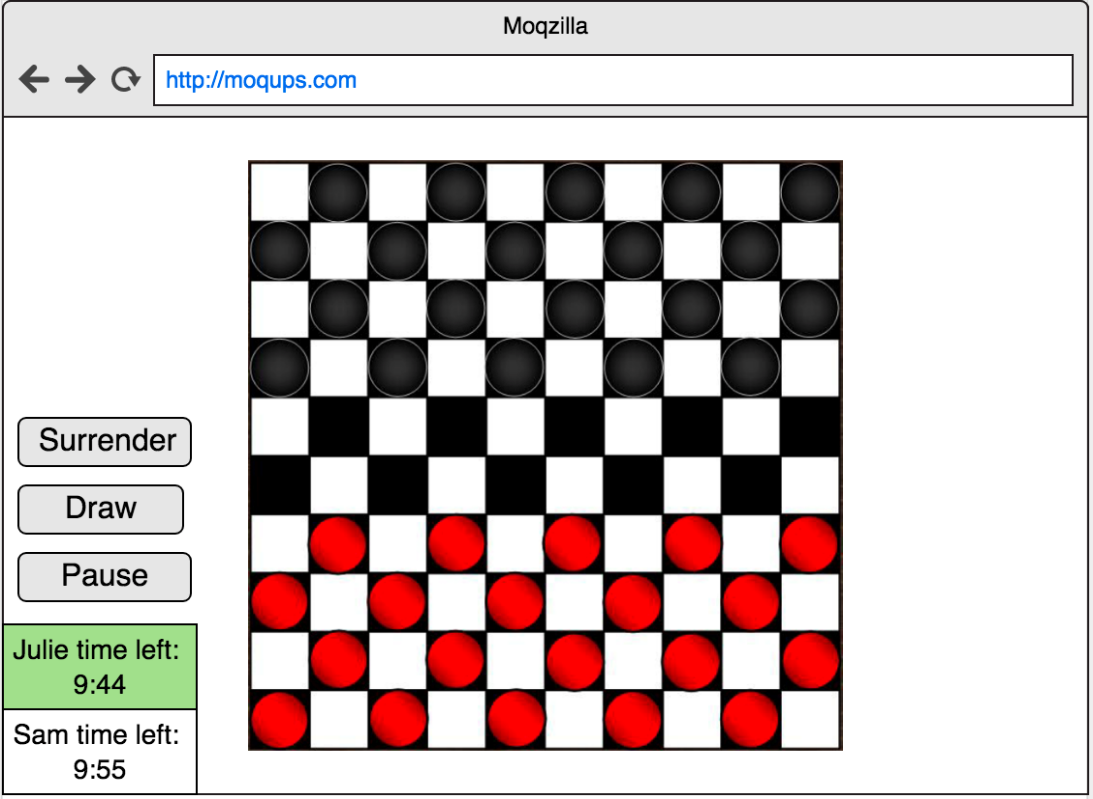 Moqzilla
http://moqups.com
Surrender
Draw
Pause
Julie time left:
9:44
Sam time left:
9:55